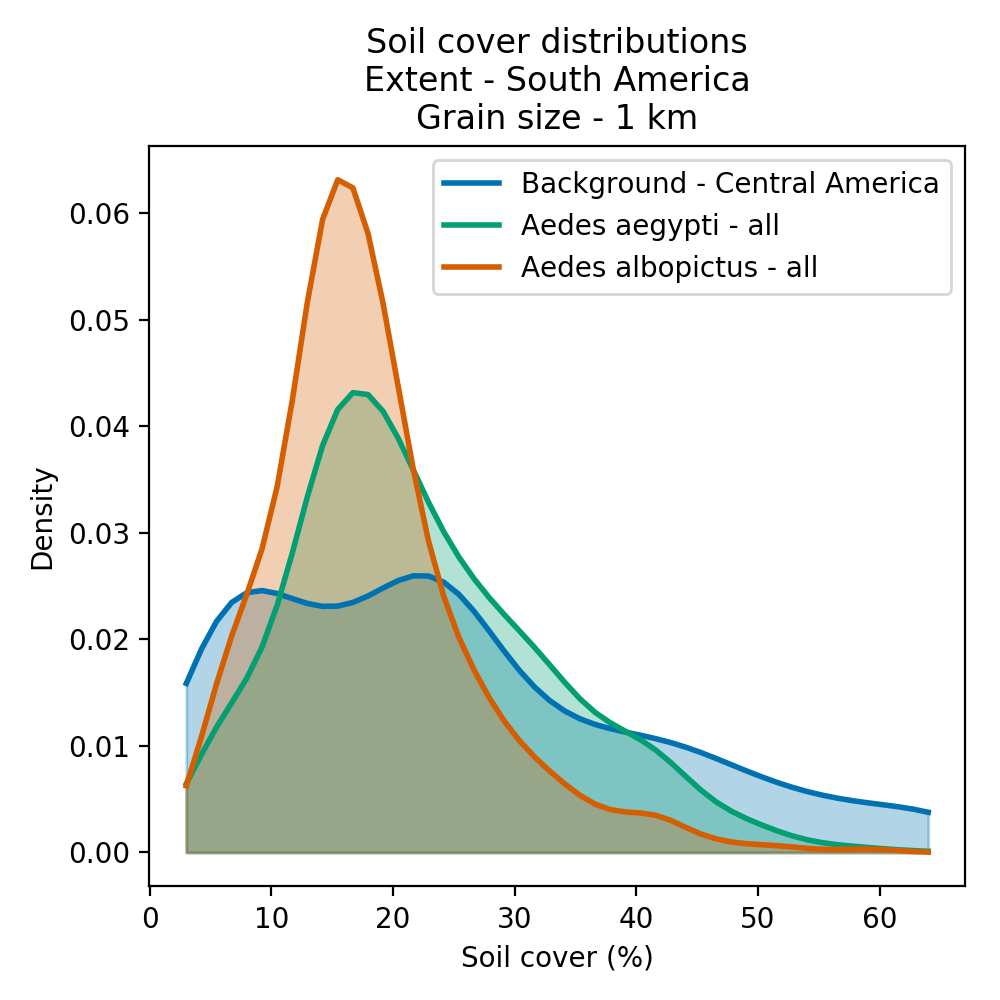 Soil cover distributions
Extent - South America
Grain size - 1 km
Background - Central America
Aedes aegypti - all
Aedes albopictus - all
0.06
0.05
0.04
0.03
0.02
0.01
0.00
Density
0 10 20 30 40 50 60
Soil cover (%)